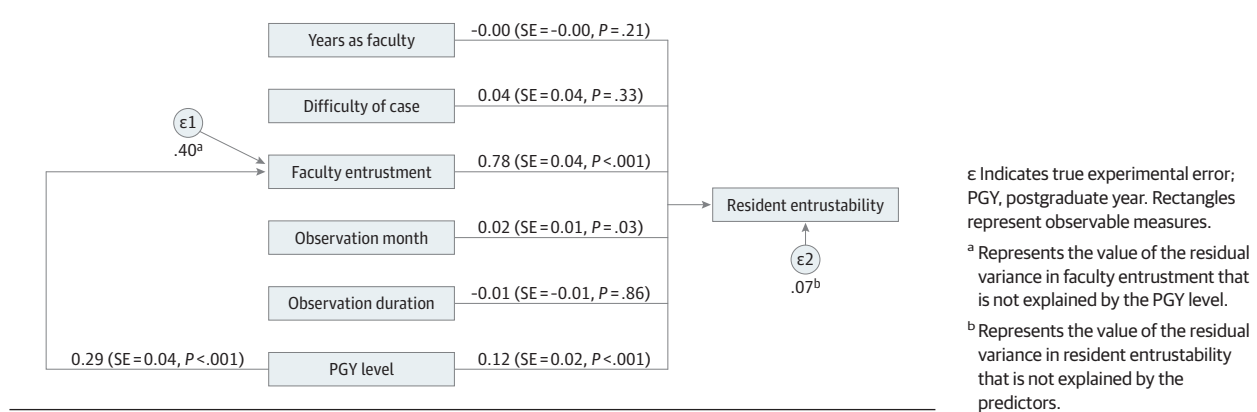 Years as faculty
-0.00 (SE = -0.00, P = .21)
Difficulty of case
0.04 (SE = 0.04, P = .33)
ε1
.40a
Faculty entrustment
0.78 (SE = 0.04, P <.001)
Resident entrustability
Observation month
0.02 (SE = 0.01, P = .03)
ε2
.07b
Observation duration
-0.01 (SE = -0.01, P = .86)
0.29 (SE = 0.04, P <.001)
PGY level
0.12 (SE = 0.02, P <.001)
ε Indicates true experimental error;
PGY, postgraduate year. Rectangles
represent observable measures.
a Represents the value of the residual
variance in faculty entrustment that
is not explained by the PGY level.
b Represents the value of the residual
variance in resident entrustability
that is not explained by the
predictors.